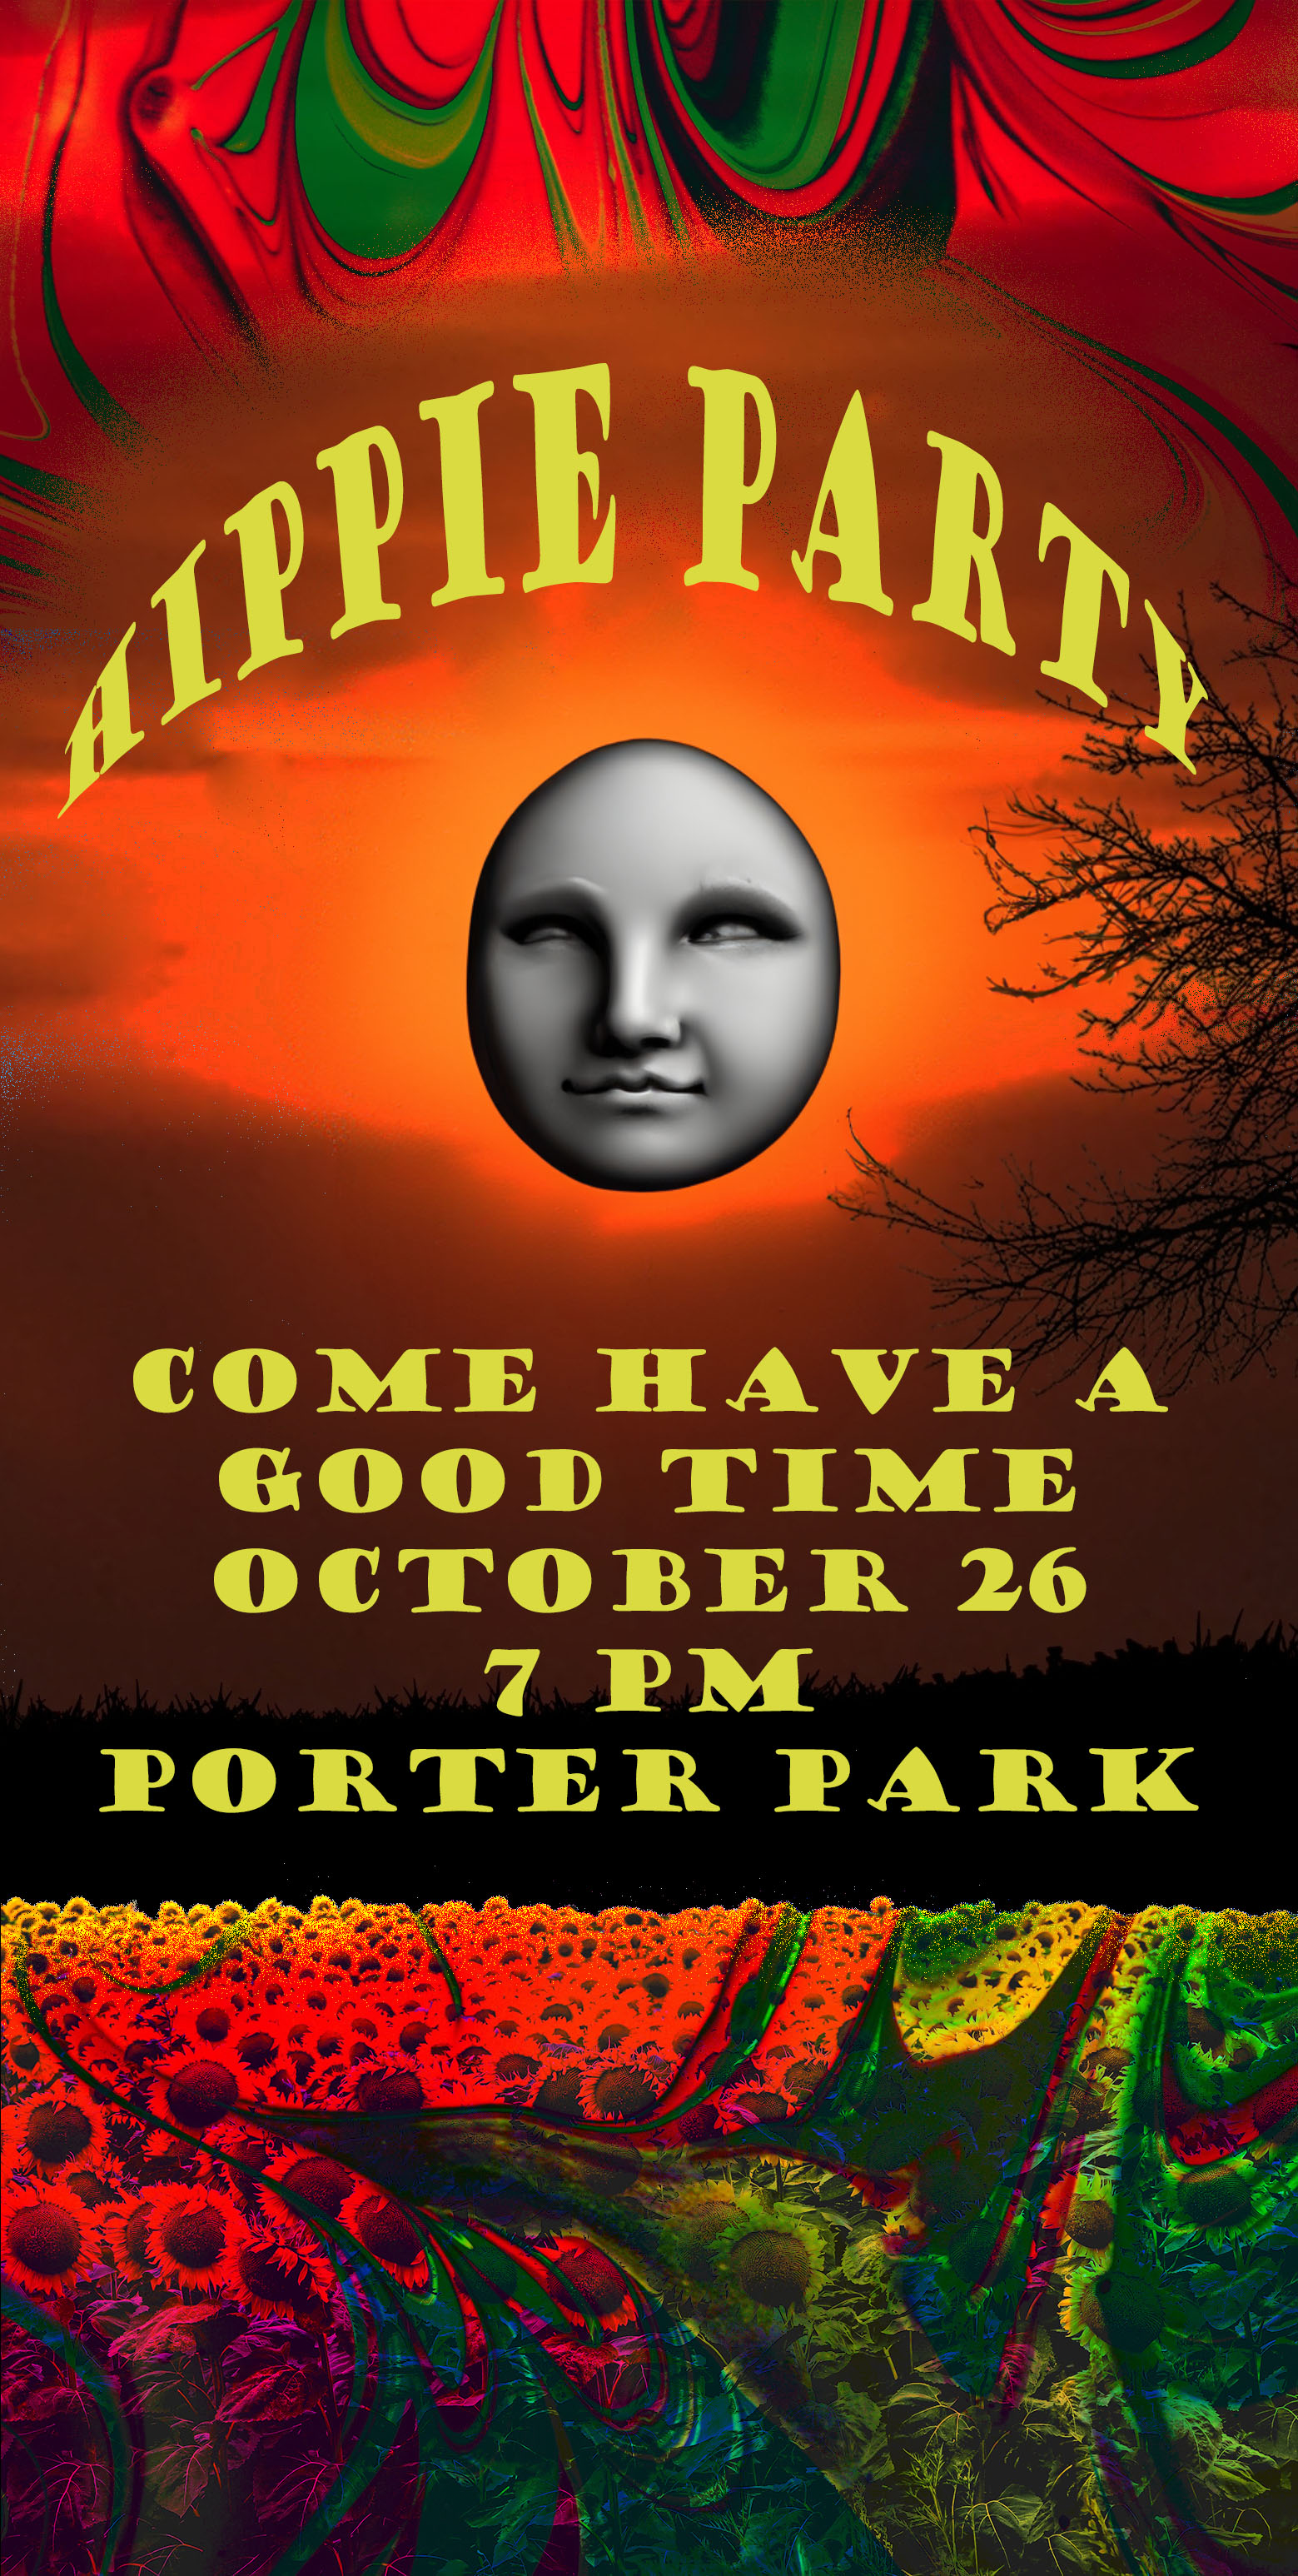 HIPPIE PARTY
COME HAVE A
GOOD TIME
OCTOBER 26
7 PM
PORTER PARK